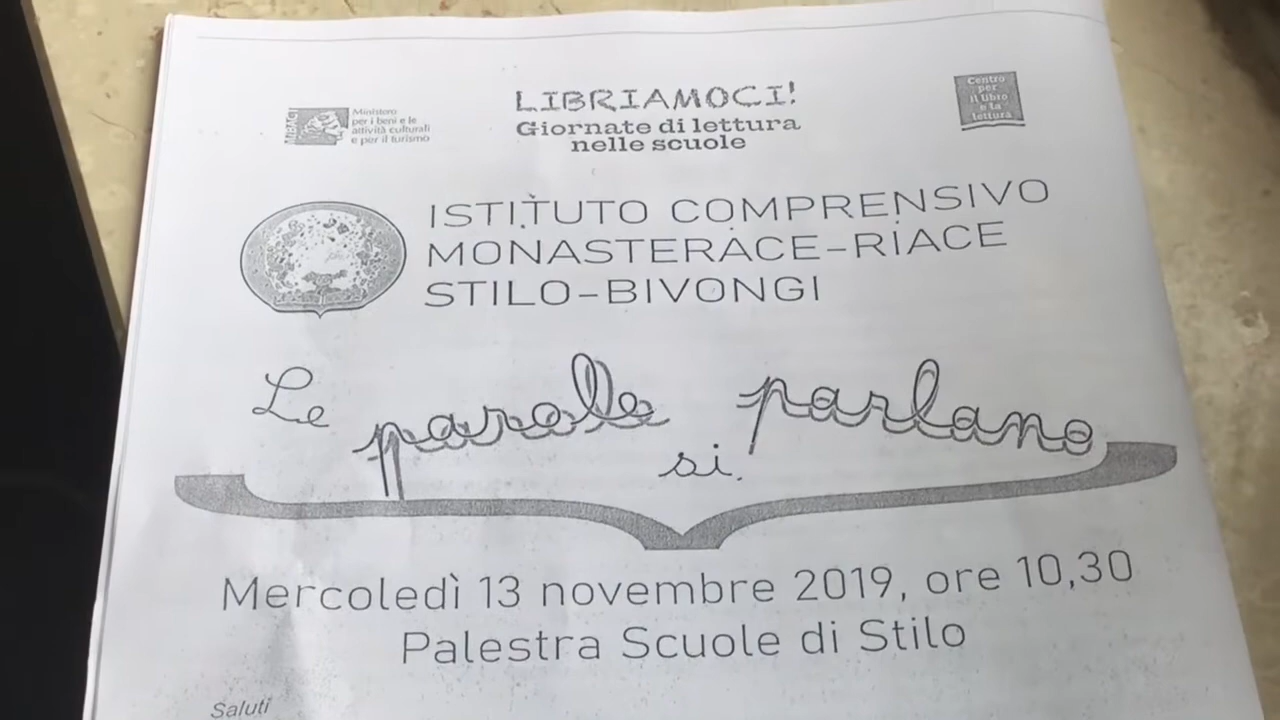 LIBRIAMOCI!
Giornate di lettura
nelle scuole
MiBACT
Ministero
per i beni e le
attività culturali
e per il turismo
Centro
per
il libro
e la
lettura
ISTITUTO COMPRENSIVO
MONASTERACE-RIACE
STILO-BIVONGI
Le parole si parlano
Mercoledì 13 novembre 2019, ore 10,30
Palestra Scuole di Stilo
Saluti